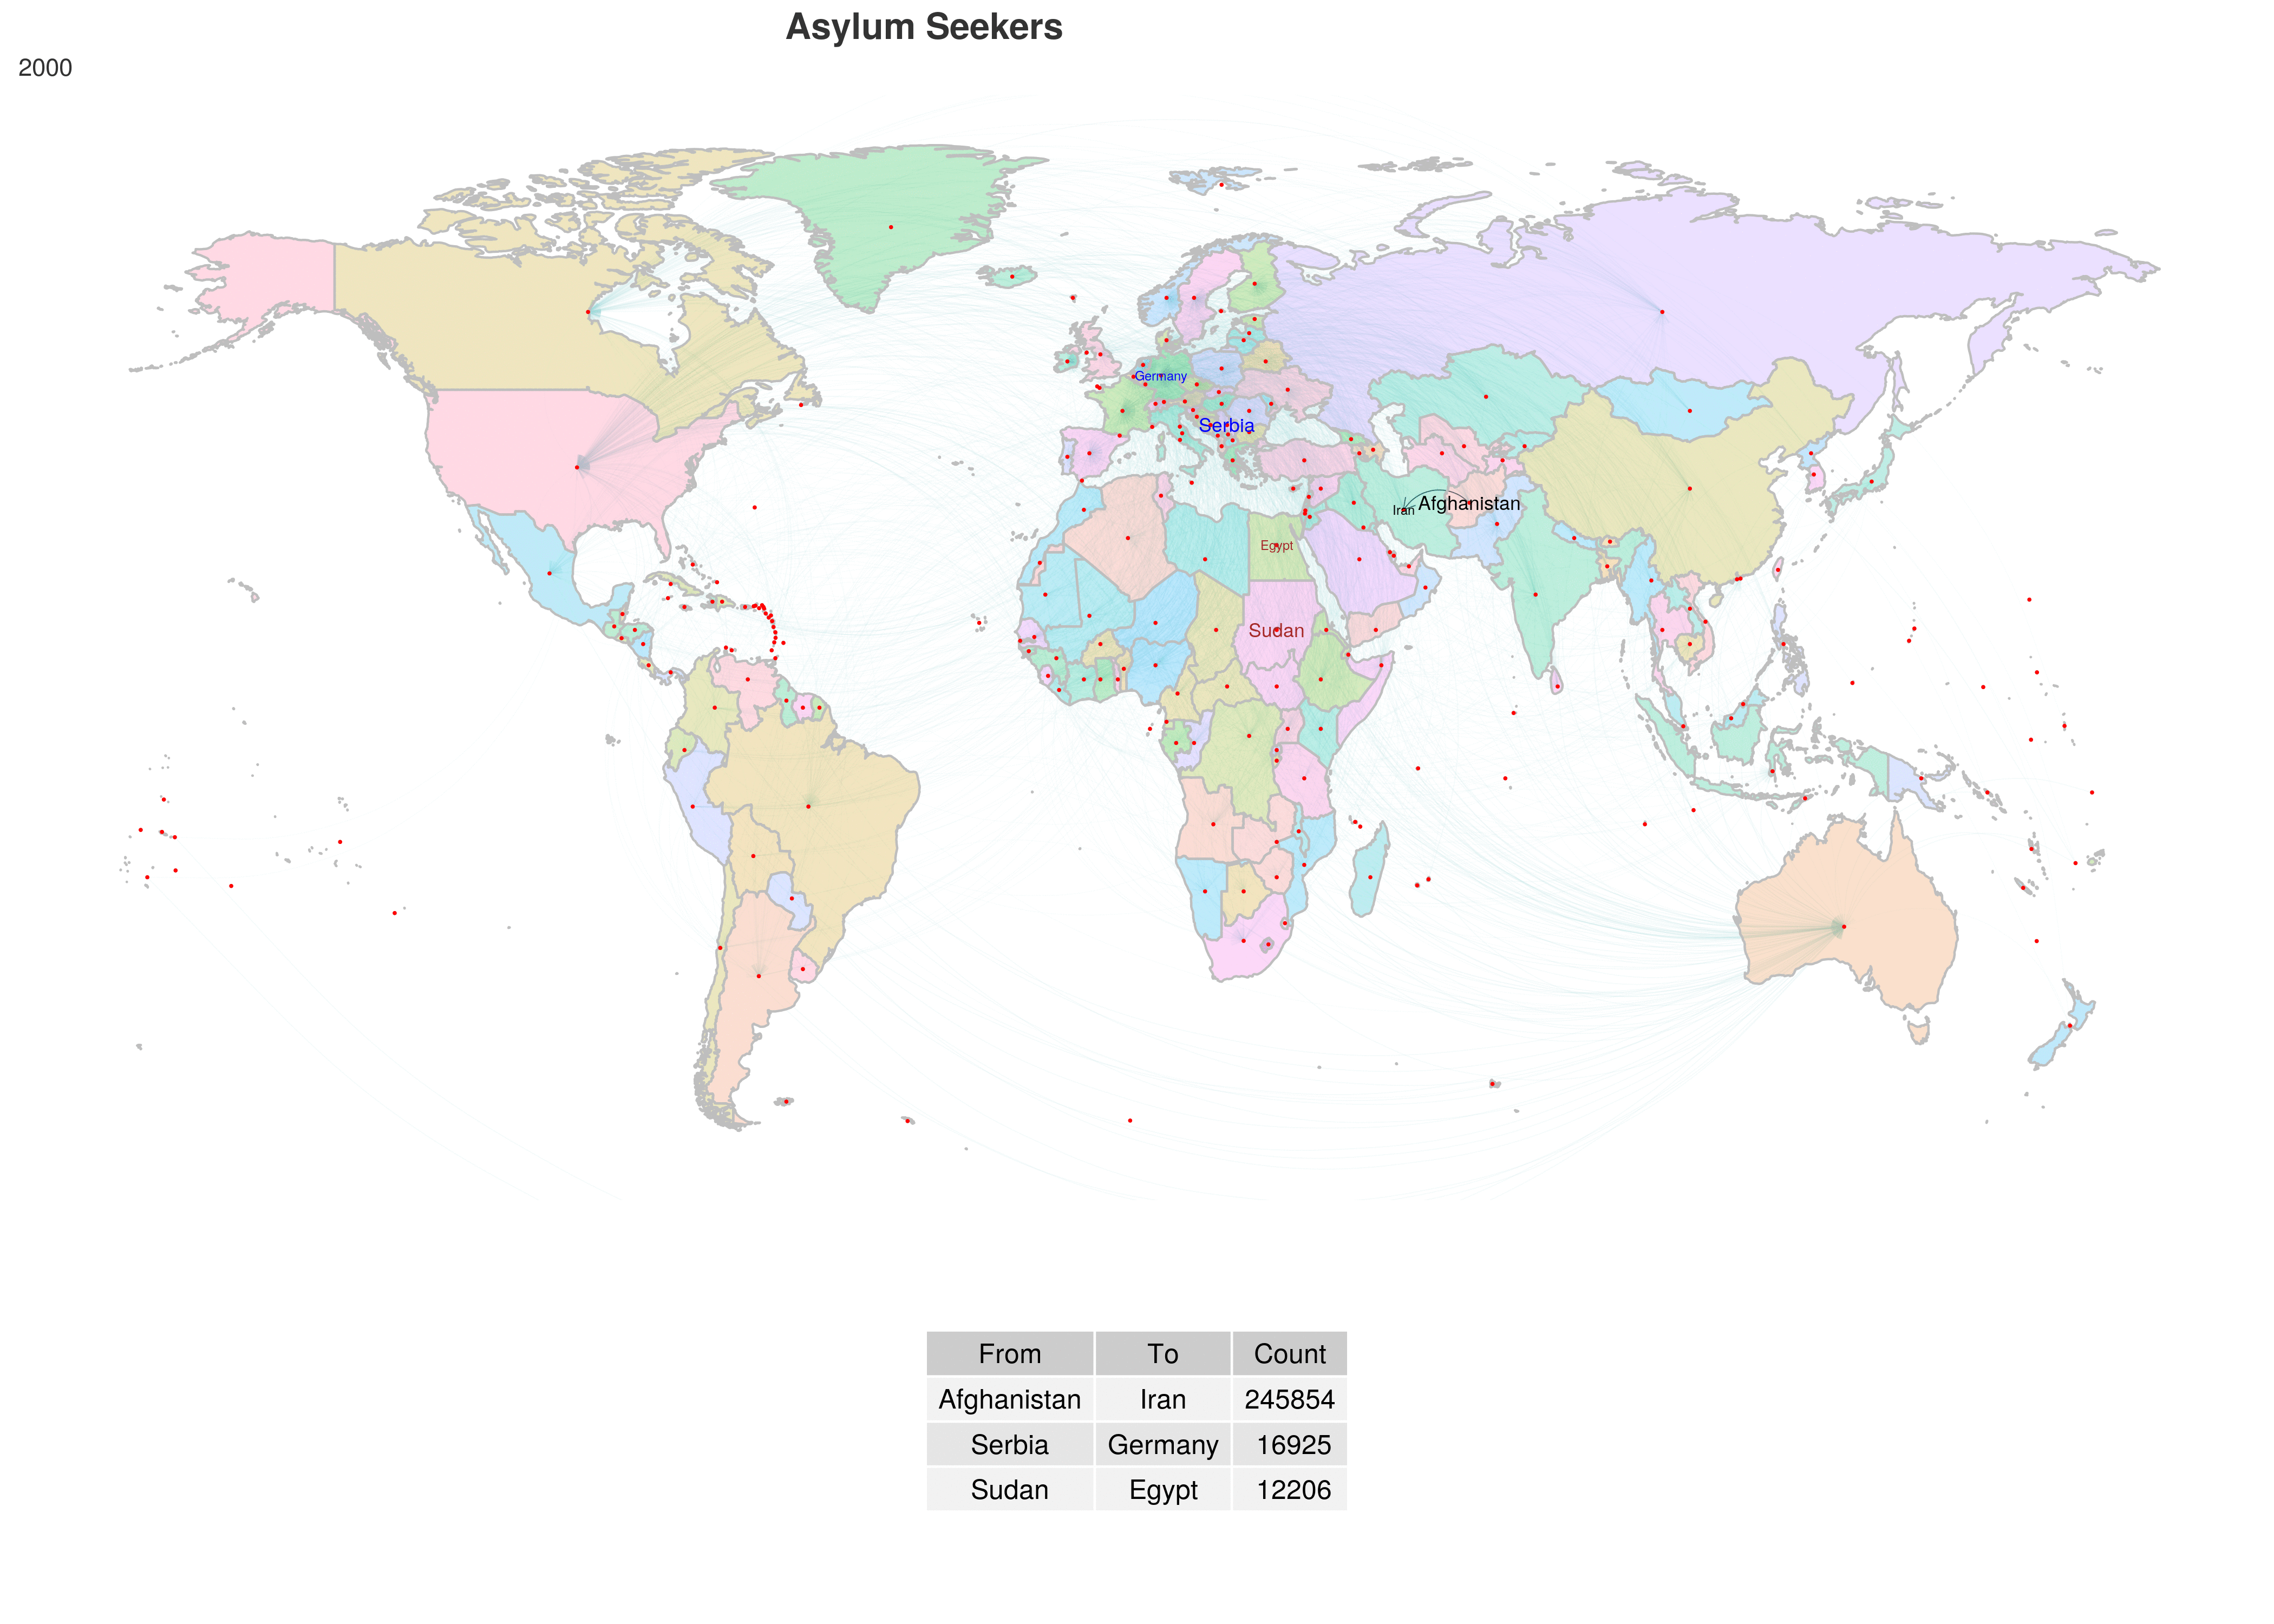 Asylum Seekers
2000
Germany
Serbia
Iran
Afghanistan
Egypt
Sudan
From To Count
Afghanistan Iran 245854
Serbia Germany 16925
Sudan Egypt 12206